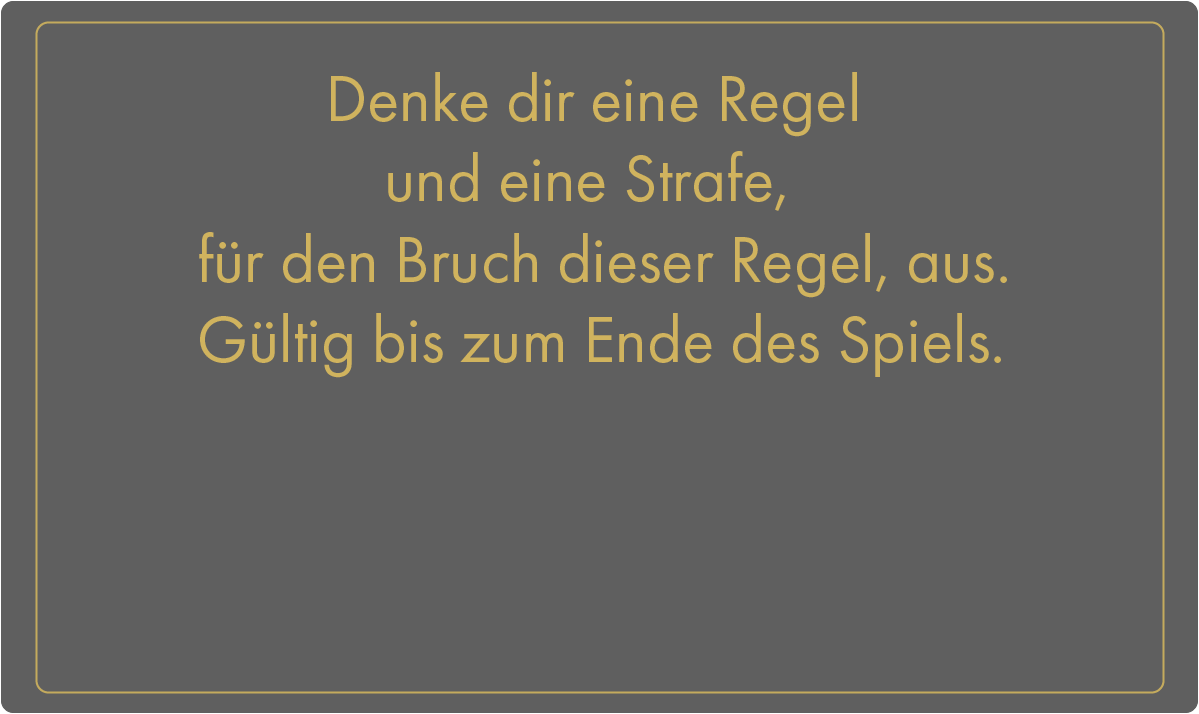 Denke dir eine Regel
und eine Strafe,
für den Bruch dieser Regel, aus.
Gültig bis zum Ende des Spiels.